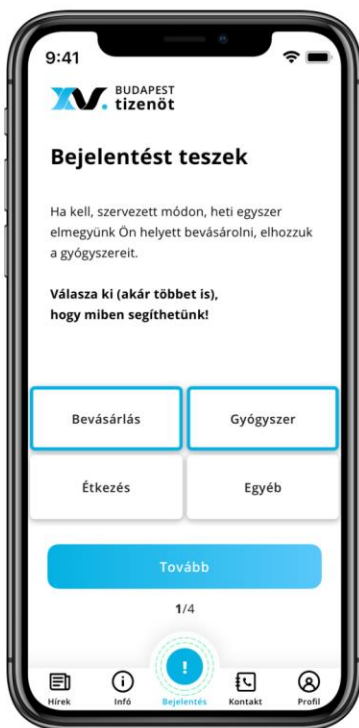 9:41
XV. BUDAPEST
tizenöt
Bejelentést teszek
Ha kell, szervezett módon, heti egyszer
elmegyünk Ön helyett bevásárolni, elhozzuk
a gyógyszereit.
Válasza ki (akár többet is),
hogy miben segíthetünk!
Bevásárlás Gyógyszer
Étkezés Egyéb
Tovább
1/4
!
Hírek Infó Bejelentés Kontakt Profil